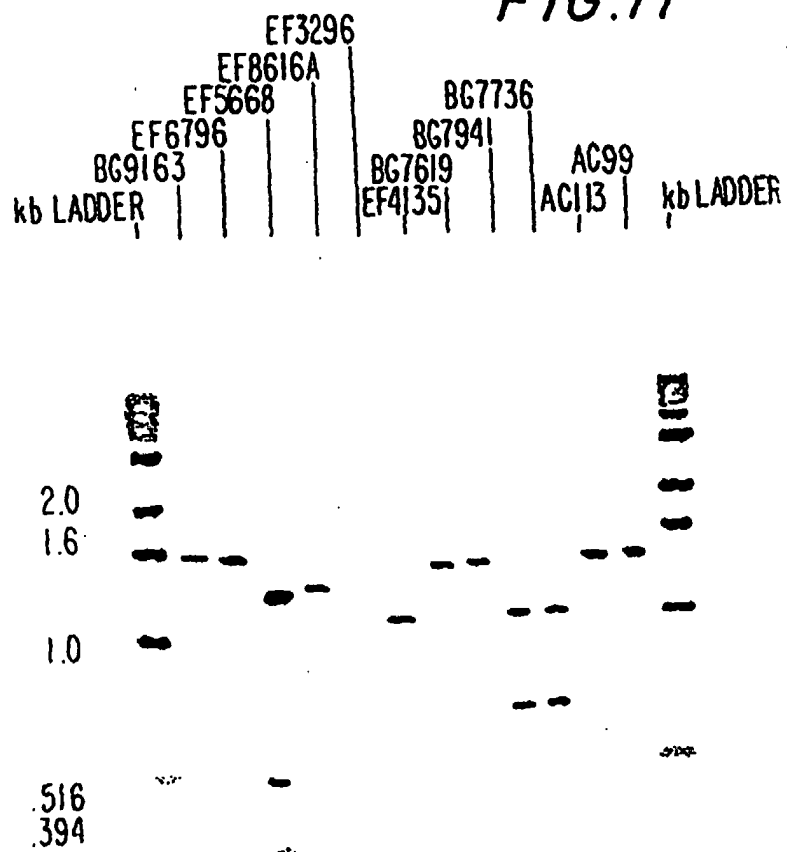 FIG. 11
EF3296
EF8616A
EF5668
BG7736
EF6796
BG7941
BG9163
BG7619
AC99
kb LADDER
EF4135
AC113
kb LADDER
2.0
1.6
1.0
.516
.394